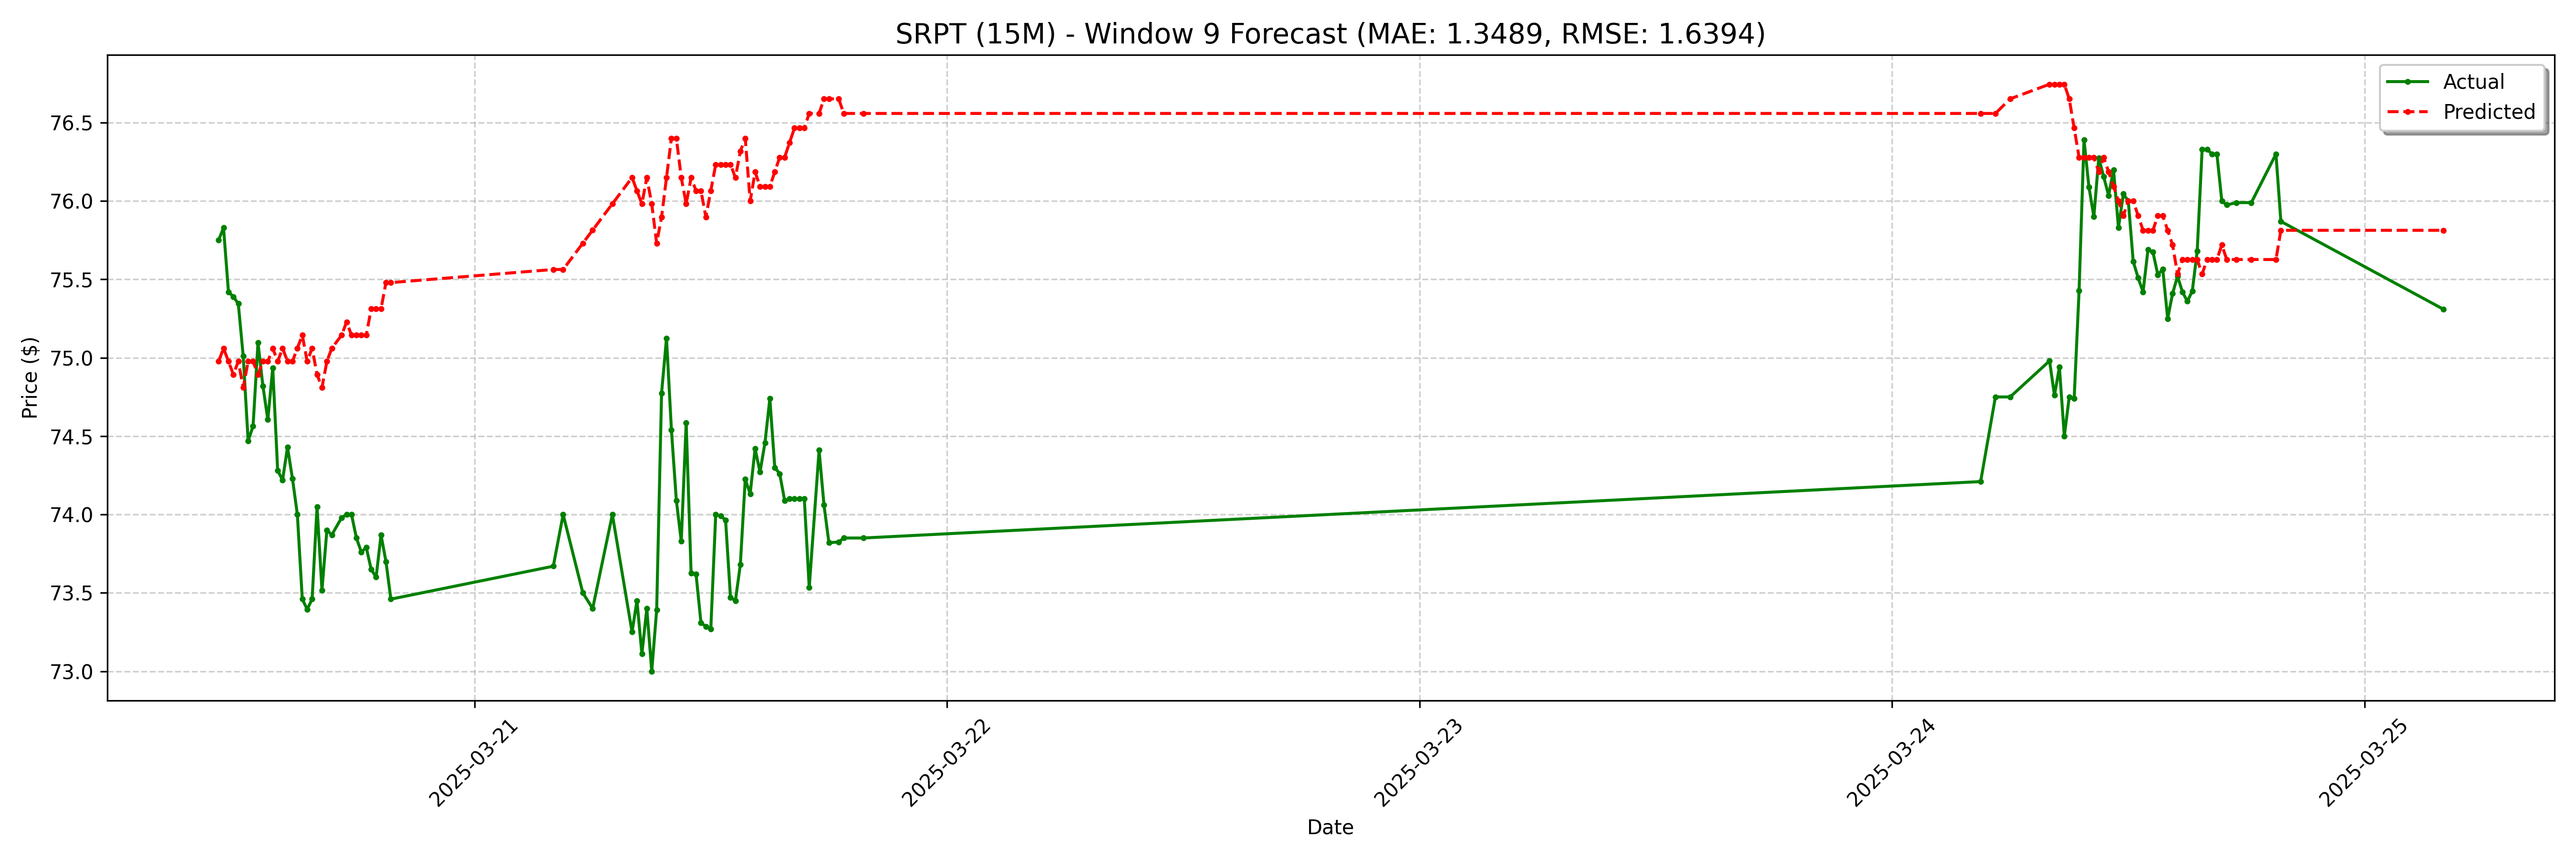 SRPT (15M) - Window 9 Forecast (MAE: 1.3489, RMSE: 1.6394)
Actual
Predicted
Price ($)
76.5
76.0
75.5
75.0
74.5
74.0
73.5
73.0
2025-03-21
2025-03-22
2025-03-23
2025-03-24
2025-03-25
Date